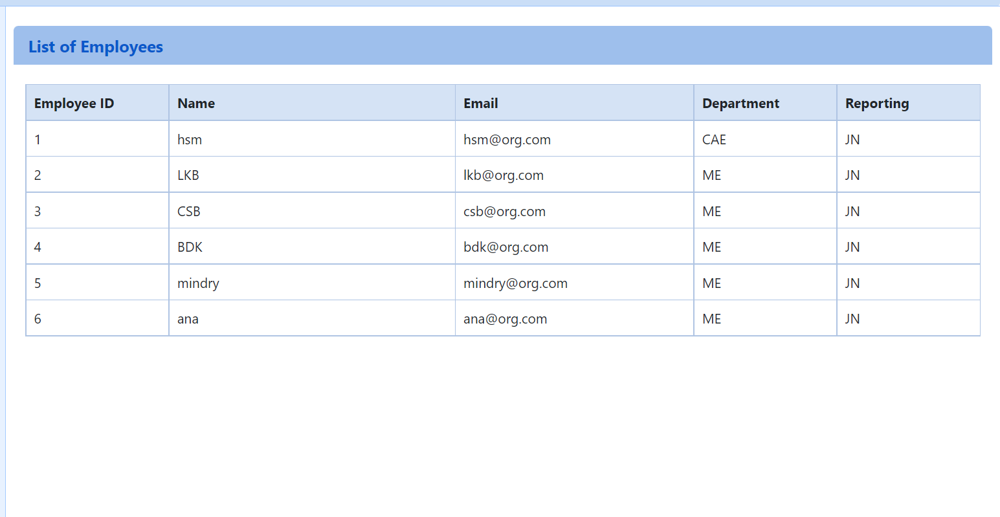 List of Employees
Employee ID Name Email Department Reporting
1 hsm hsm@org.com CAE JN
2 LKB lkb@org.com ME JN
3 CSB csb@org.com ME JN
4 BDK bdk@org.com ME JN
5 mindry mindry@org.com ME JN
6 ana ana@org.com ME JN